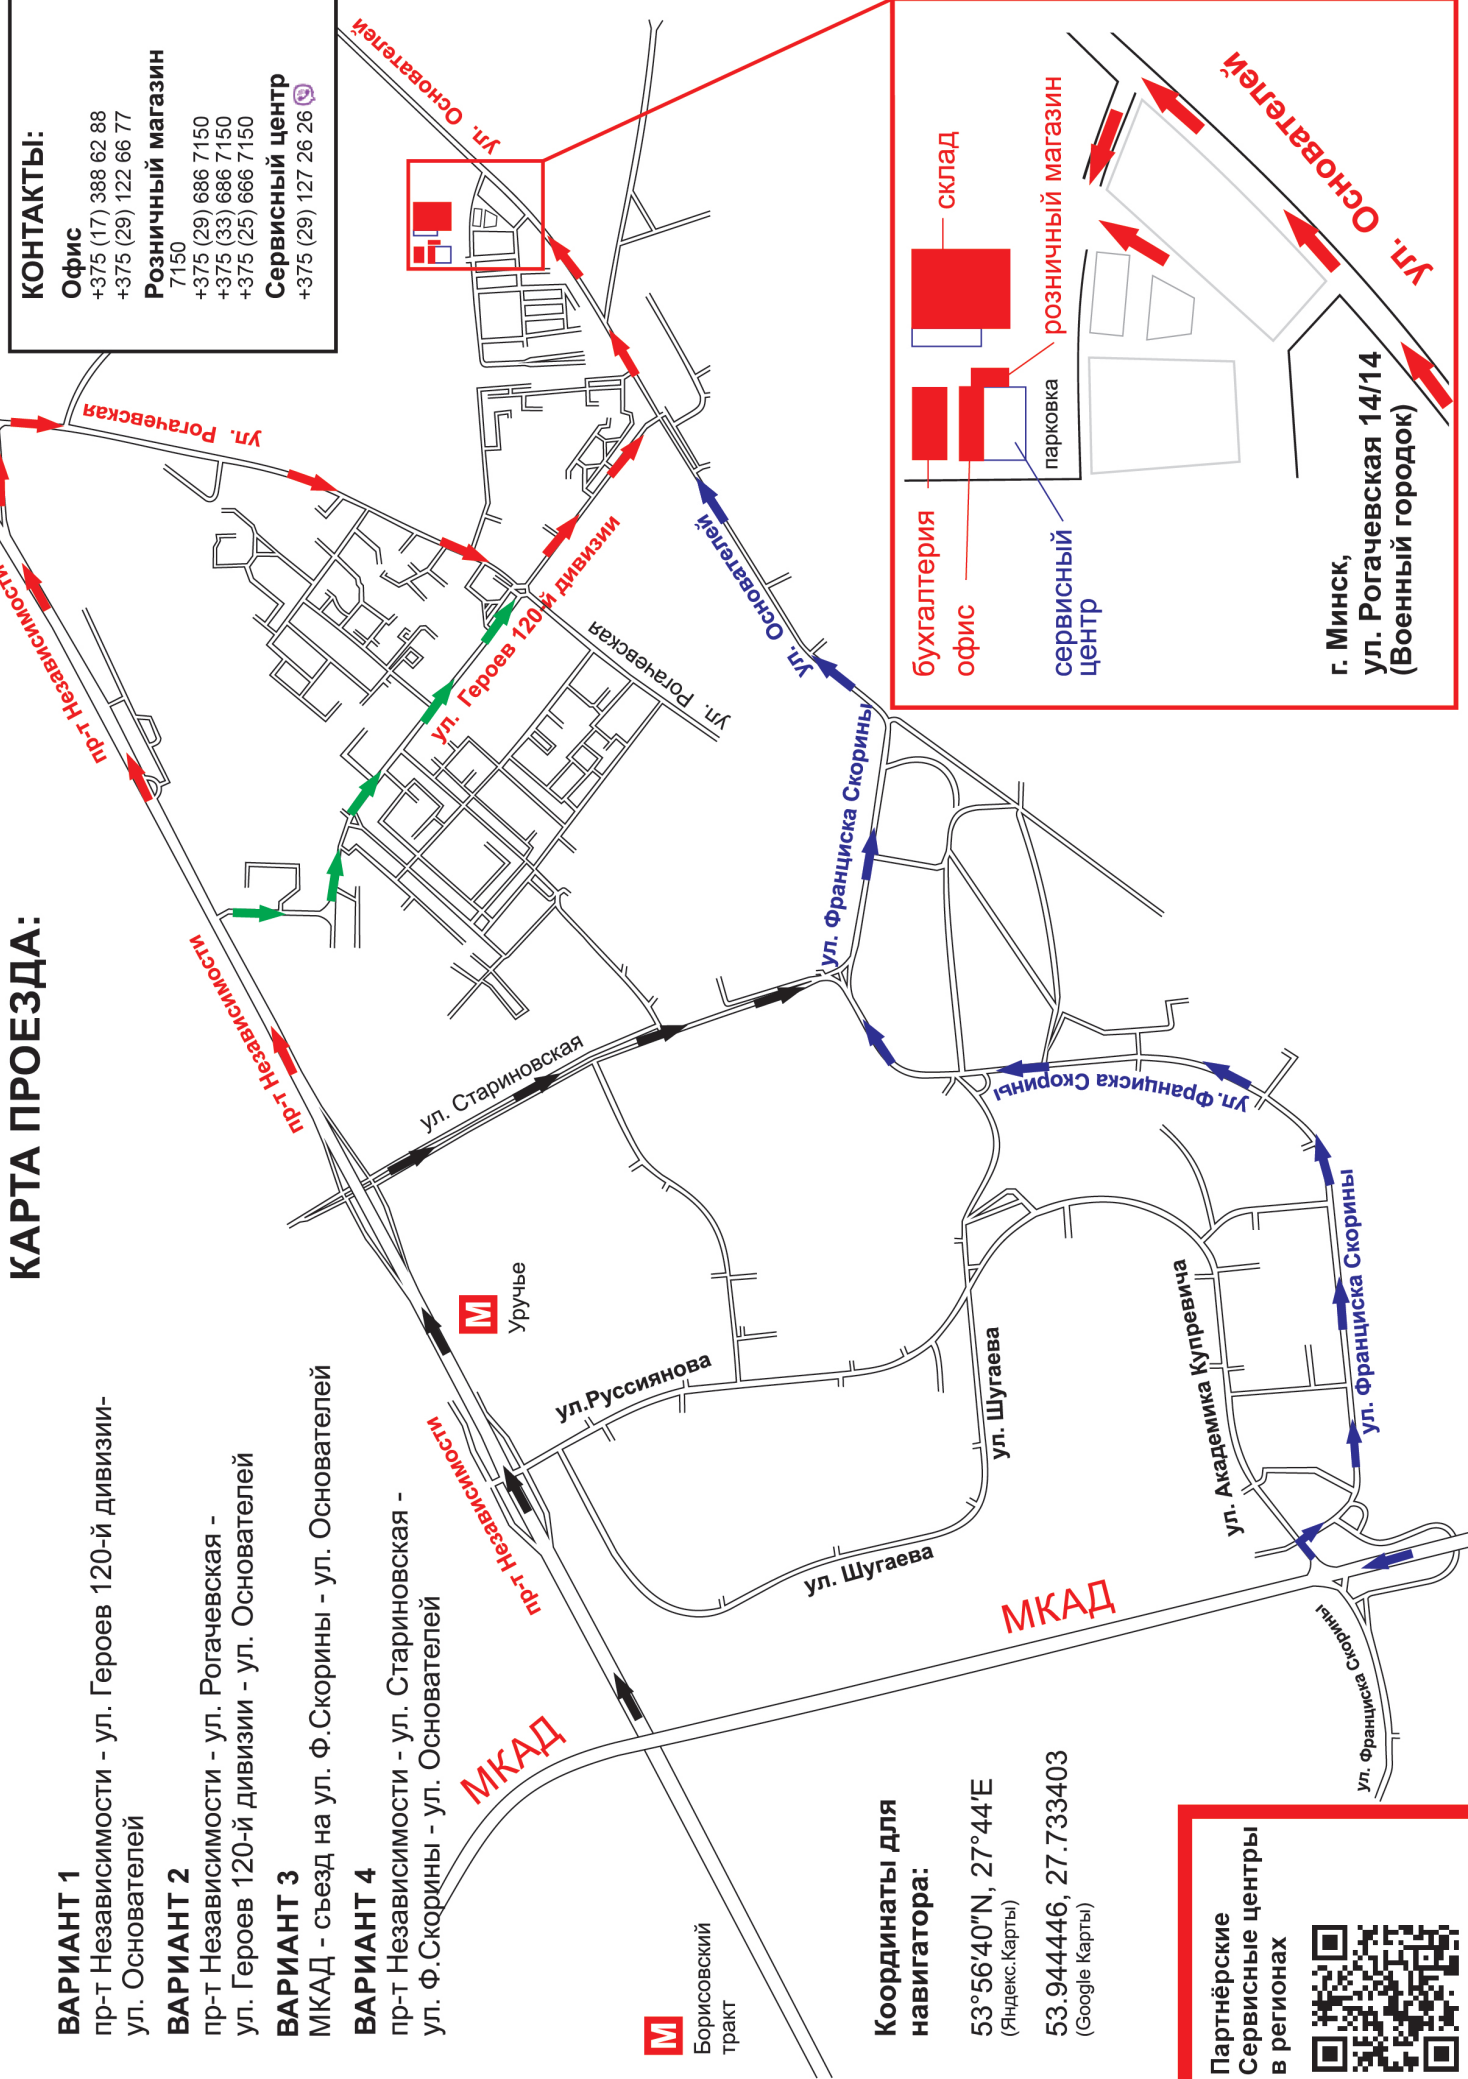 КАРТА ПРОЕЗДА:
ВАРИАНТ 1
пр-т Независимости - ул. Героев 120-й дивизии-
ул. Основателей
ВАРИАНТ 2
пр-т Независимости - ул. Рогачевская -
ул. Героев 120-й дивизии - ул. Основателей
ВАРИАНТ 3
МКАД - съезд на ул. Ф.Скорины - ул. Основателей
ВАРИАНТ 4
пр-т Независимости - ул. Стариновская -
ул. Ф.Скорины - ул. Основателей
КОНТАКТЫ:
Офис
+375 (17) 388 62 88
+375 (29) 122 66 77
Розничный магазин
7150
+375 (29) 686 7150
+375 (33) 686 7150
+375 (25) 666 7150
Сервисный центр
+375 (29) 127 26 26
пр-т Независимости
пр-т Независимости
пр-т Независимости
пр-т Независимости
ул. Рогачевская
ул. Основателей
ул. Героев 120-й дивизии
ул. Рогачевская
ул. Основателей
ул. Стариновская
ул. Франциска Скорины
ул. Франциска Скорины
ул. Франциска Скорины
ул. Франциска Скорины
М
Уручье
ул.Руссиянова
ул. Шугаева
ул. Шугаева
ул. Академика Купревича
МКАД
МКАД
М
Борисовский
тракт
Координаты для
навигатора:
53°56'40"N, 27°44'E
(Яндекс.Карты)
53.944446, 27.733403
(Google Карты)
Партнёрские
Сервисные центры
в регионах
бухгалтерия
офис
сервисный
центр
склад
розничный магазин
парковка
ул. Основателей
г. Минск,
ул. Рогачевская 14/14
(Военный городок)